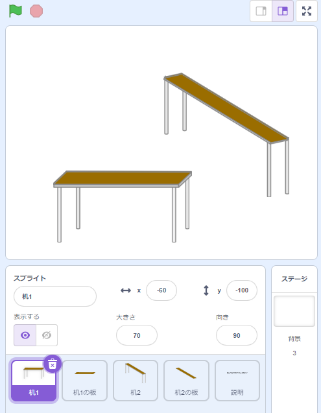 スプライト
机1
x
-60
y
-100
表示する
大きさ
70
向き
90
机1
机1の板
机2
机2の板
説明
ステージ
背景
3